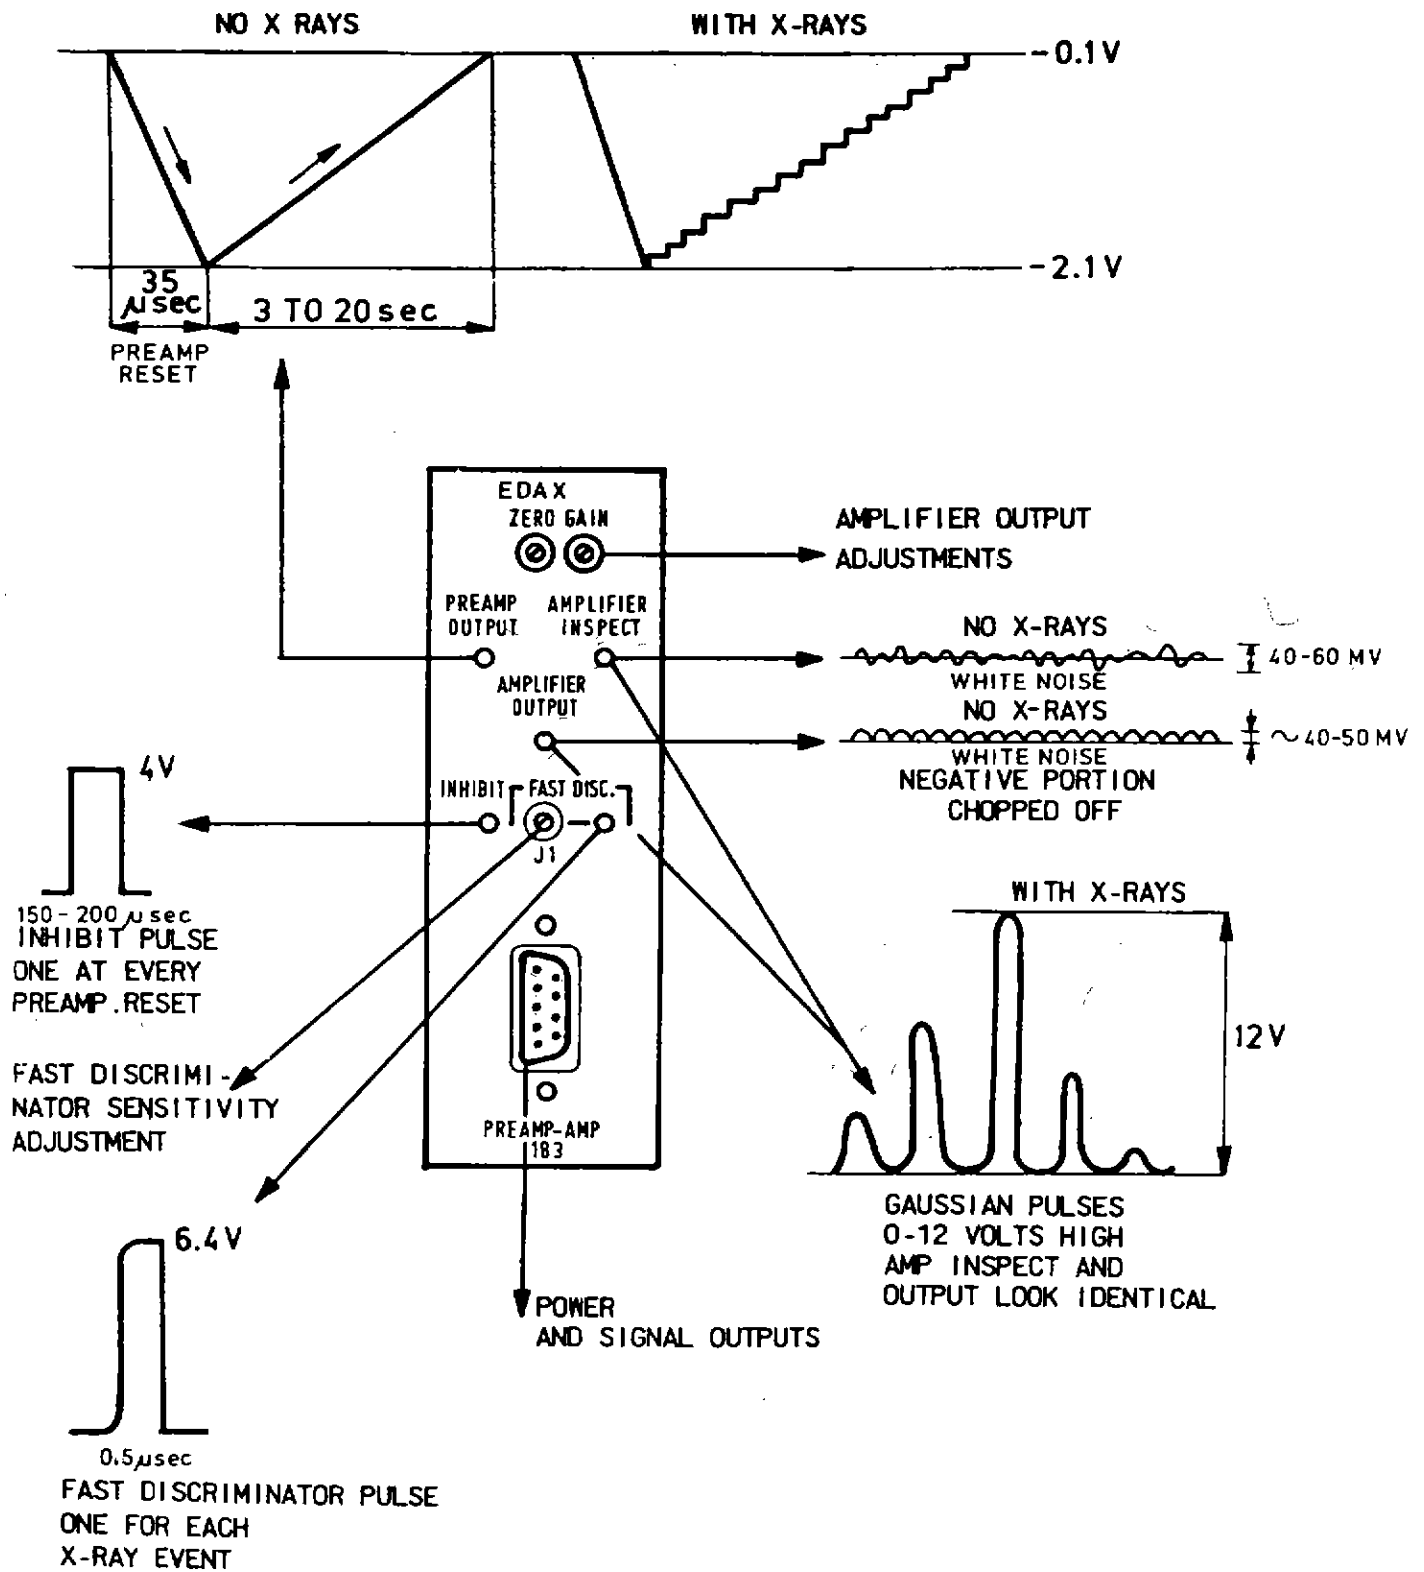 NO X RAYS
WITH X-RAYS
-0.1V
-2.1V
35
µsec
3 TO 20sec
PREAMP
RESET
EDAX
ZERO GAIN
AMPLIFIER OUTPUT
ADJUSTMENTS
PREAMP
OUTPUT
AMPLIFIER
INSPECT
NO X-RAYS
WHITE NOISE
40-60 MV
AMPLIFIER
OUTPUT
NO X-RAYS
WHITE NOISE
~40-50 MV
NEGATIVE PORTION
CHOPPED OFF
4V
INHIBIT
FAST DISC.
J1
150-200µsec
INHIBIT PULSE
ONE AT EVERY
PREAMP.RESET
WITH X-RAYS
12V
FAST DISCRIMI-
NATOR SENSITIVITY
ADJUSTMENT
PREAMP-AMP
183
GAUSSIAN PULSES
0-12 VOLTS HIGH
AMP INSPECT AND
OUTPUT LOOK IDENTICAL
6.4V
POWER
AND SIGNAL OUTPUTS
0.5µsec
FAST DISCRIMINATOR PULSE
ONE FOR EACH
X-RAY EVENT